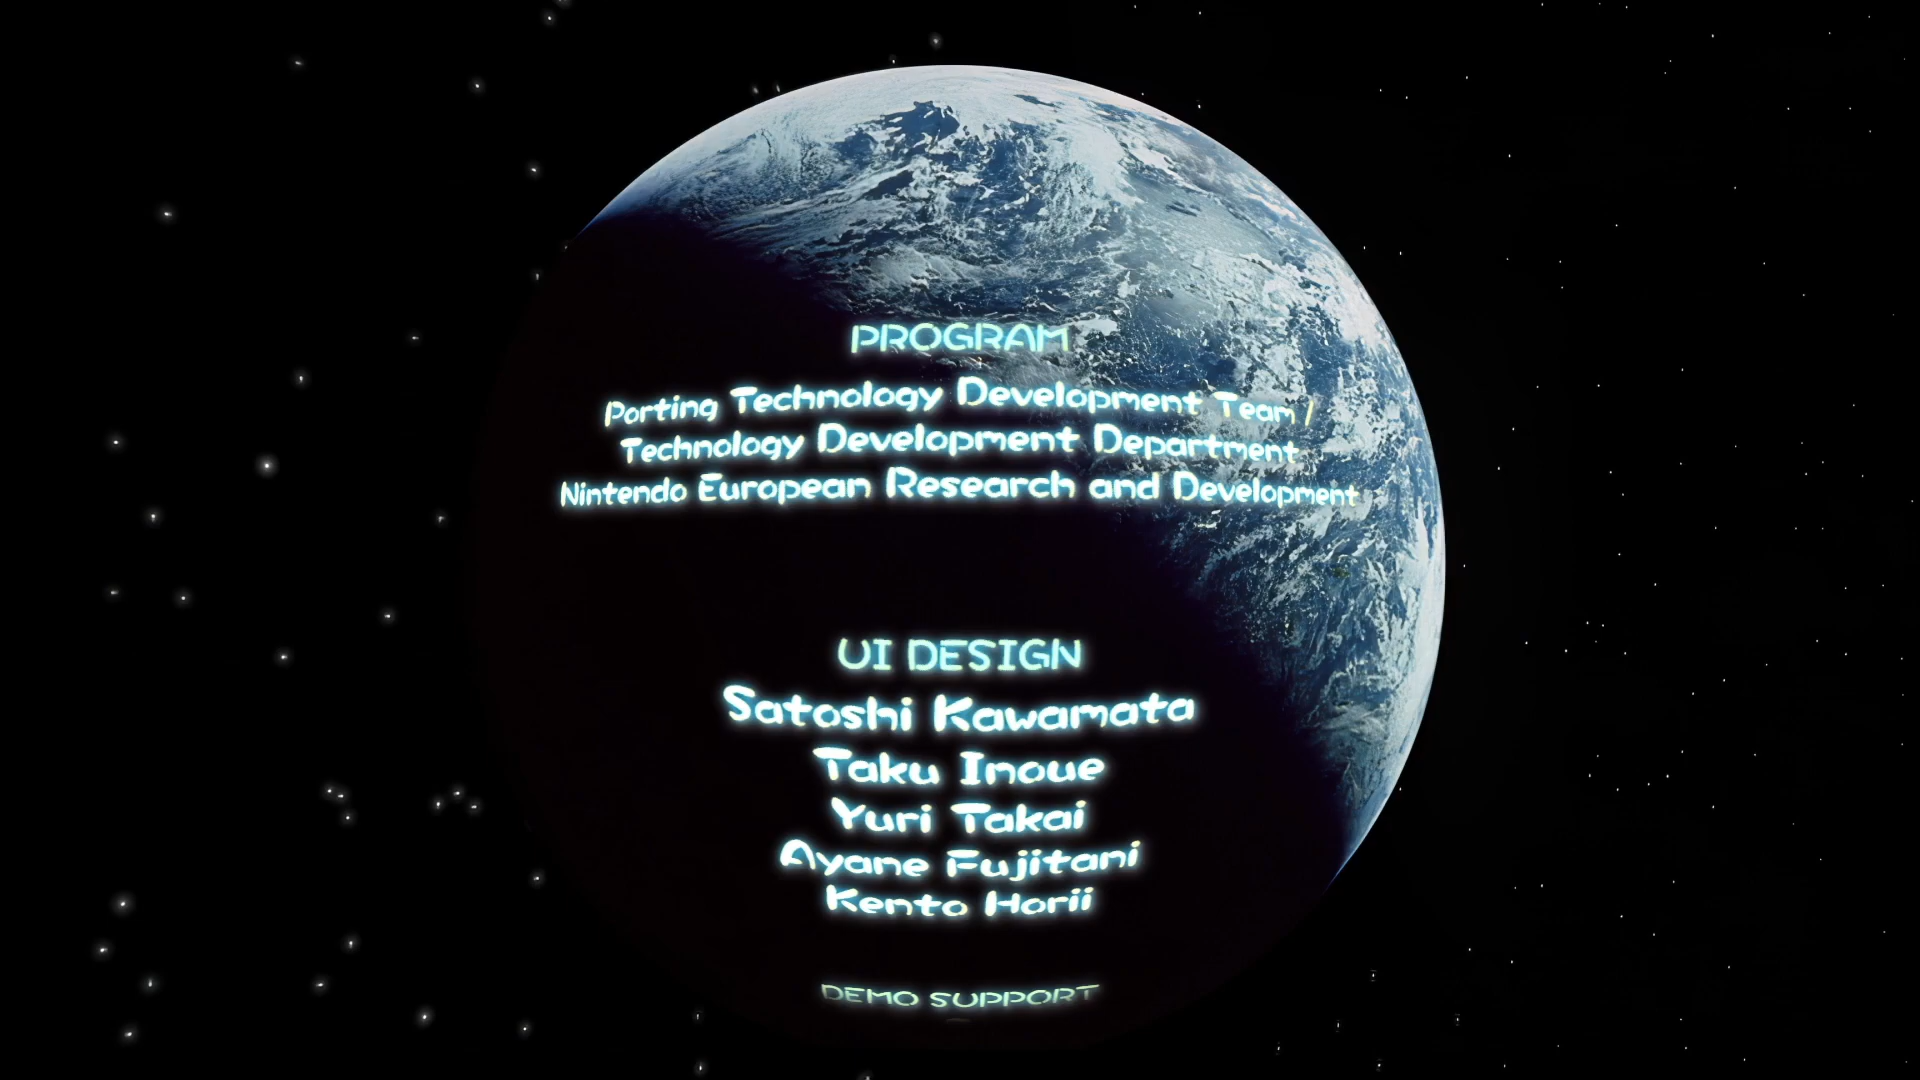 PROGRAM
Porting Technology Development Team /
Technology Development Department
Nintendo European Research and Development
UI DESIGN
Satoshi Kawamata
Taku Inoue
Yuri Takai
Ayane Fujitani
Kento Horii
DEMO SUPPORT